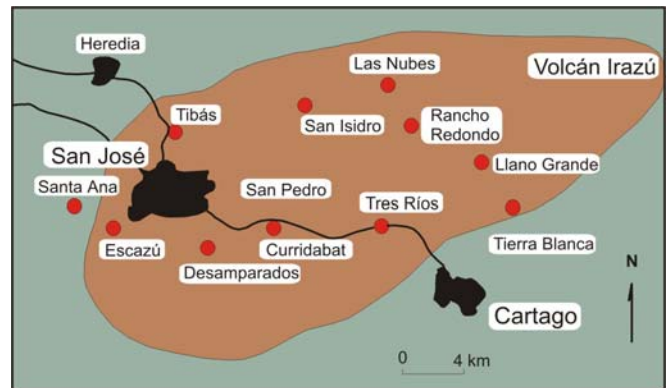 Heredia
Las Nubes
Volcán Irazú
Tibás
San Isidro
Rancho
Redondo
San José
Llano Grande
Santa Ana
San Pedro
Tres Ríos
Escazú
Curridabat
Tierra Blanca
Desamparados
N
Cartago
0 4 km